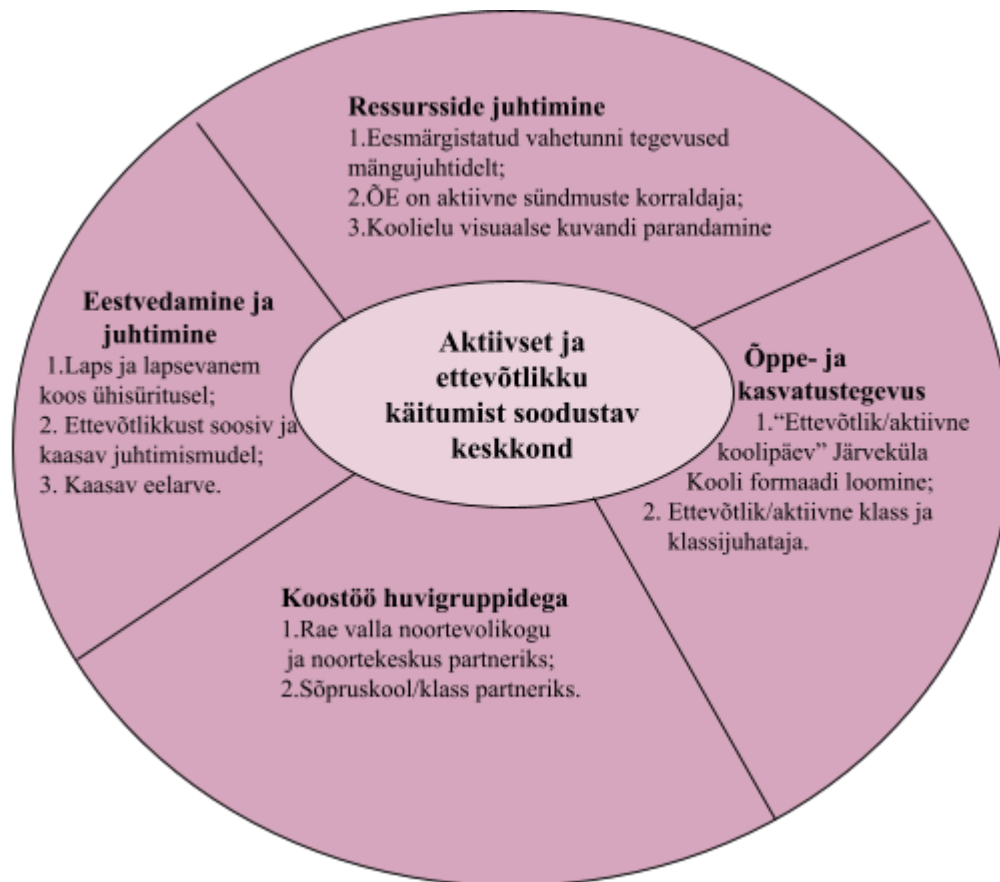 Ressursside juhtimine
1.Eesmärgistatud vahetunni tegevused
mängujuhtidelt;
2.ÕE on aktiivne sündmuste korraldaja;
3.Koolielu visuaalse kuvandi parandamine
Eestvedamine ja
juhtimine
1.Laps ja lapsevanem
koos ühisüritusel;
2. Ettevõtlikkust soosiv ja
kaasav juhtimismudel;
3. Kaasav eelarve.
Aktiivset ja
ettevõtlikku
käitumist soodustav
keskkond
Õppe- ja
kasvatustegevus
1.“Ettevõtlik/aktiivne
koolipäev” Järveküla
Kooli formaadi loomine;
2. Ettevõtlik/aktiivne klass ja
klassijuhataja.
Koostöö huvigruppidega
1.Rae valla noortevolikogu
ja noortekeskus partneriks;
2.Sõpruskool/klass partneriks.